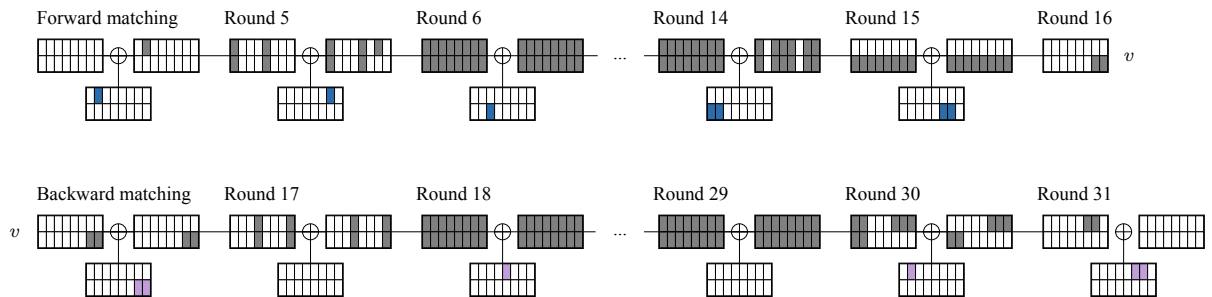 Forward matching Round 5 Round 6 Round 14 Round 15 Round 16
... v
Backward matching Round 17 Round 18 Round 29 Round 30 Round 31
v ...